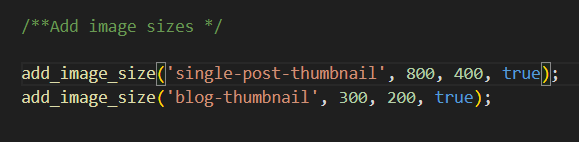 /**Add image sizes */
add_image_size('single-post-thumbnail', 800, 400, true);
add_image_size('blog-thumbnail', 300, 200, true);